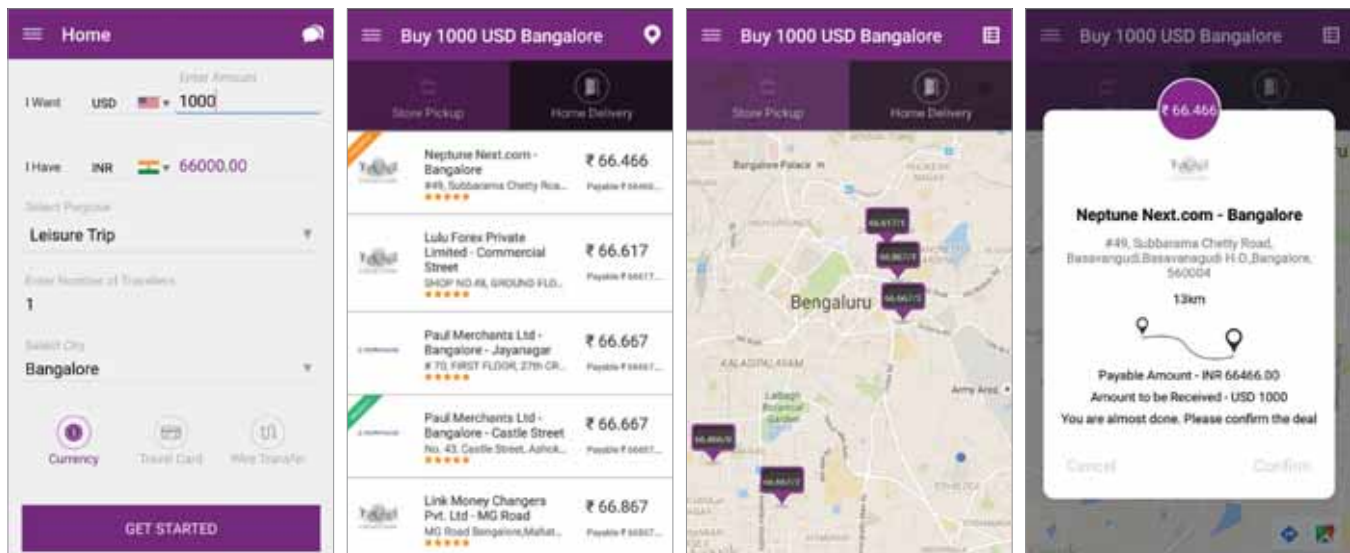 Home
Enter Amount
I Want USD 1000
I Have INR 66000.00
Select Purpose
Leisure Trip
Enter Number of Travellers
1
Select City
Bangalore
Currency Travel Card Wire Transfer
GET STARTED
Buy 1000 USD Bangalore
Store Pickup Home Delivery
Neptune Next.com -
Bangalore
₹ 66.466
#49, Subbarama Chetty Roa...
Lulu Forex Private
Limited - Commercial
Street
₹ 66.617
SHOP NO.48, GROUND FLO...
Paul Merchants Ltd -
Bangalore - Jayanagar
₹ 66.667
# 70, FIRST FLOOR, 27th CR...
Paul Merchants Ltd -
Bangalore - Castle Street
₹ 66.667
No. 43, Castle Street, Ashok...
Link Money Changers
Pvt. Ltd - MG Road
₹ 66.867
MG Road Bangalore,Mahat...
Buy 1000 USD Bangalore
Store Pickup Home Delivery
Bangalore Palace
66.617/1
Bengaluru
KALASIPALAYAM
Lalbagh
Botanical
Garden
Army Area
Buy 1000 USD Bangalore
₹ 66.466
Neptune Next.com - Bangalore
#49, Subbarama Chetty Road,
Basavangudi,Basavanagudi H.O,Bangalore,
560004
13km
Payable Amount - INR 66466.00
Amount to be Received - USD 1000
You are almost done. Please confirm the deal
Cancel Confirm